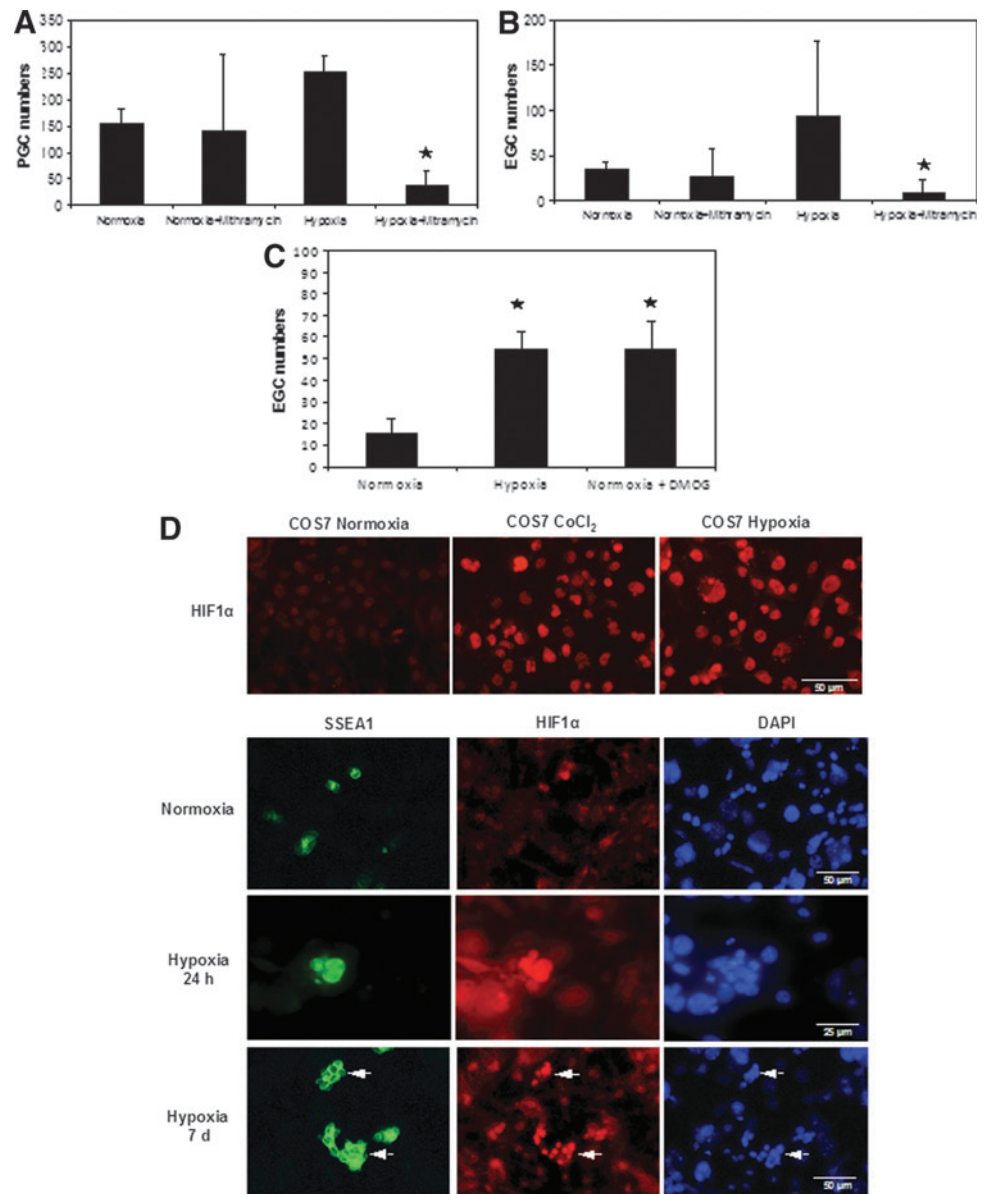 A
PGC numbers
350
300
250
200
150
100
50
0
Normoxia
Normoxia+Mithramycin
Hypoxia
Hypoxia+Mitramycin
B
EGC numbers
200
150
100
50
0
Normoxia
Normoxia+Mithramycin
Hypoxia
Hypoxia+Mitramycin
C
EGC numbers
100
90
80
70
60
50
40
30
20
10
0
Normoxia
Hypoxia
Normoxia + DMOG
D
COS7 Normoxia
COS7 CoCl₂
COS7 Hypoxia
HIF1α
50 µm
SSEA1
HIF1α
DAPI
Normoxia
50 µm
Hypoxia
24 h
25 µm
Hypoxia
7 d
50 µm